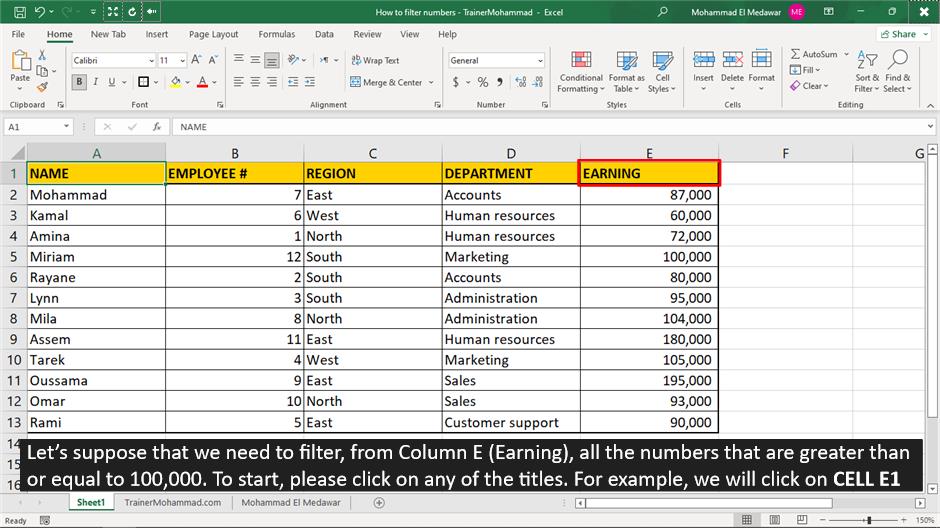 How to filter numbers - TrainerMohammad - Excel
Mohammad El Medawar ME
File Home New Tab Insert Page Layout Formulas Data Review View Help
Share
Paste
Calibri 11 A A
B I U A
Wrap Text
Merge & Center
General
$ % 9
Conditional Formatting
Format as Table
Cell Styles
Insert Delete Format
AutoSum
Fill
Clear
Sort & Filter
Find & Select
Clipboard Font Alignment Number Styles Cells Editing
A1 fx NAME
A B C D E F G
1 NAME EMPLOYEE # REGION DEPARTMENT EARNING
2 Mohammad 7 East Accounts 87,000
3 Kamal 6 West Human resources 60,000
4 Amina 1 North Human resources 72,000
5 Miriam 12 South Marketing 100,000
6 Rayane 2 South Accounts 80,000
7 Lynn 3 South Administration 95,000
8 Mila 8 North Administration 104,000
9 Assem 11 East Human resources 180,000
10 Tarek 4 West Marketing 105,000
11 Oussama 9 East Sales 195,000
12 Omar 10 North Sales 93,000
13 Rami 5 East Customer support 90,000
14
15
16
Let’s suppose that we need to filter, from Column E (Earning), all the numbers that are greater than
or equal to 100,000. To start, please click on any of the titles. For example, we will click on CELL E1
Sheet1 TrainerMohammad.com Mohammad El Medawar
Ready 150%